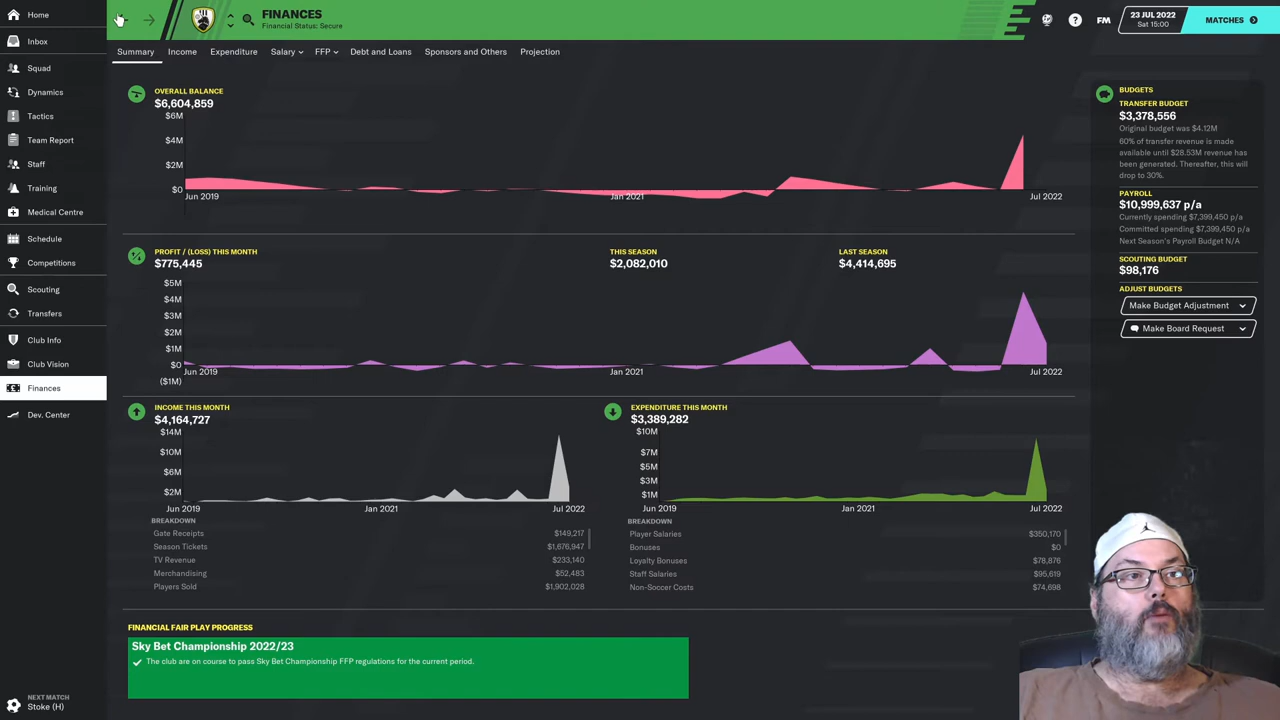 Home
Inbox
Squad
Dynamics
Tactics
Team Report
Staff
Training
Medical Centre
Schedule
Competitions
Scouting
Transfers
Club Info
Club Vision
Finances
Dev. Center
NEXT MATCH
Stoke (H)
FINANCES
Financial Status: Secure
?
FM
23 JUL 2022
Sat 15:00
MATCHES
Summary
Income
Expenditure
Salary
FFP
Debt and Loans
Sponsors and Others
Projection
OVERALL BALANCE
$6,604,859
$6M
$4M
$2M
$0
Jun 2019
Jan 2021
Jul 2022
PROFIT / (LOSS) THIS MONTH
$775,445
THIS SEASON
$2,082,010
LAST SEASON
$4,414,695
$5M
$4M
$3M
$2M
$1M
$0
($1M)
Jun 2019
Jan 2021
Jul 2022
INCOME THIS MONTH
$4,164,727
$14M
$10M
$6M
$2M
Jun 2019
Jan 2021
Jul 2022
BREAKDOWN
Gate Receipts $149,217
Season Tickets $1,676,947
TV Revenue $233,140
Merchandising $52,483
Players Sold $1,902,028
EXPENDITURE THIS MONTH
$3,389,282
$10M
$7M
$5M
$3M
$1M
Jun 2019
Jan 2021
Jul 2022
BREAKDOWN
Player Salaries $350,170
Bonuses $0
Loyalty Bonuses $78,876
Staff Salaries $95,619
Non-Soccer Costs $74,698
FINANCIAL FAIR PLAY PROGRESS
Sky Bet Championship 2022/23
The club are on course to pass Sky Bet Championship FFP regulations for the current period.
BUDGETS
TRANSFER BUDGET
$3,378,556
Original budget was $4.12M
60% of transfer revenue is made
available until $28.53M revenue has
been generated. Thereafter, this will
drop to 30%.
PAYROLL
$10,999,637 p/a
Currently spending $7,399,450 p/a
Committed spending $7,399,450 p/a
Next Season's Payroll Budget N/A
SCOUTING BUDGET
$98,176
ADJUST BUDGETS
Make Budget Adjustment
Make Board Request